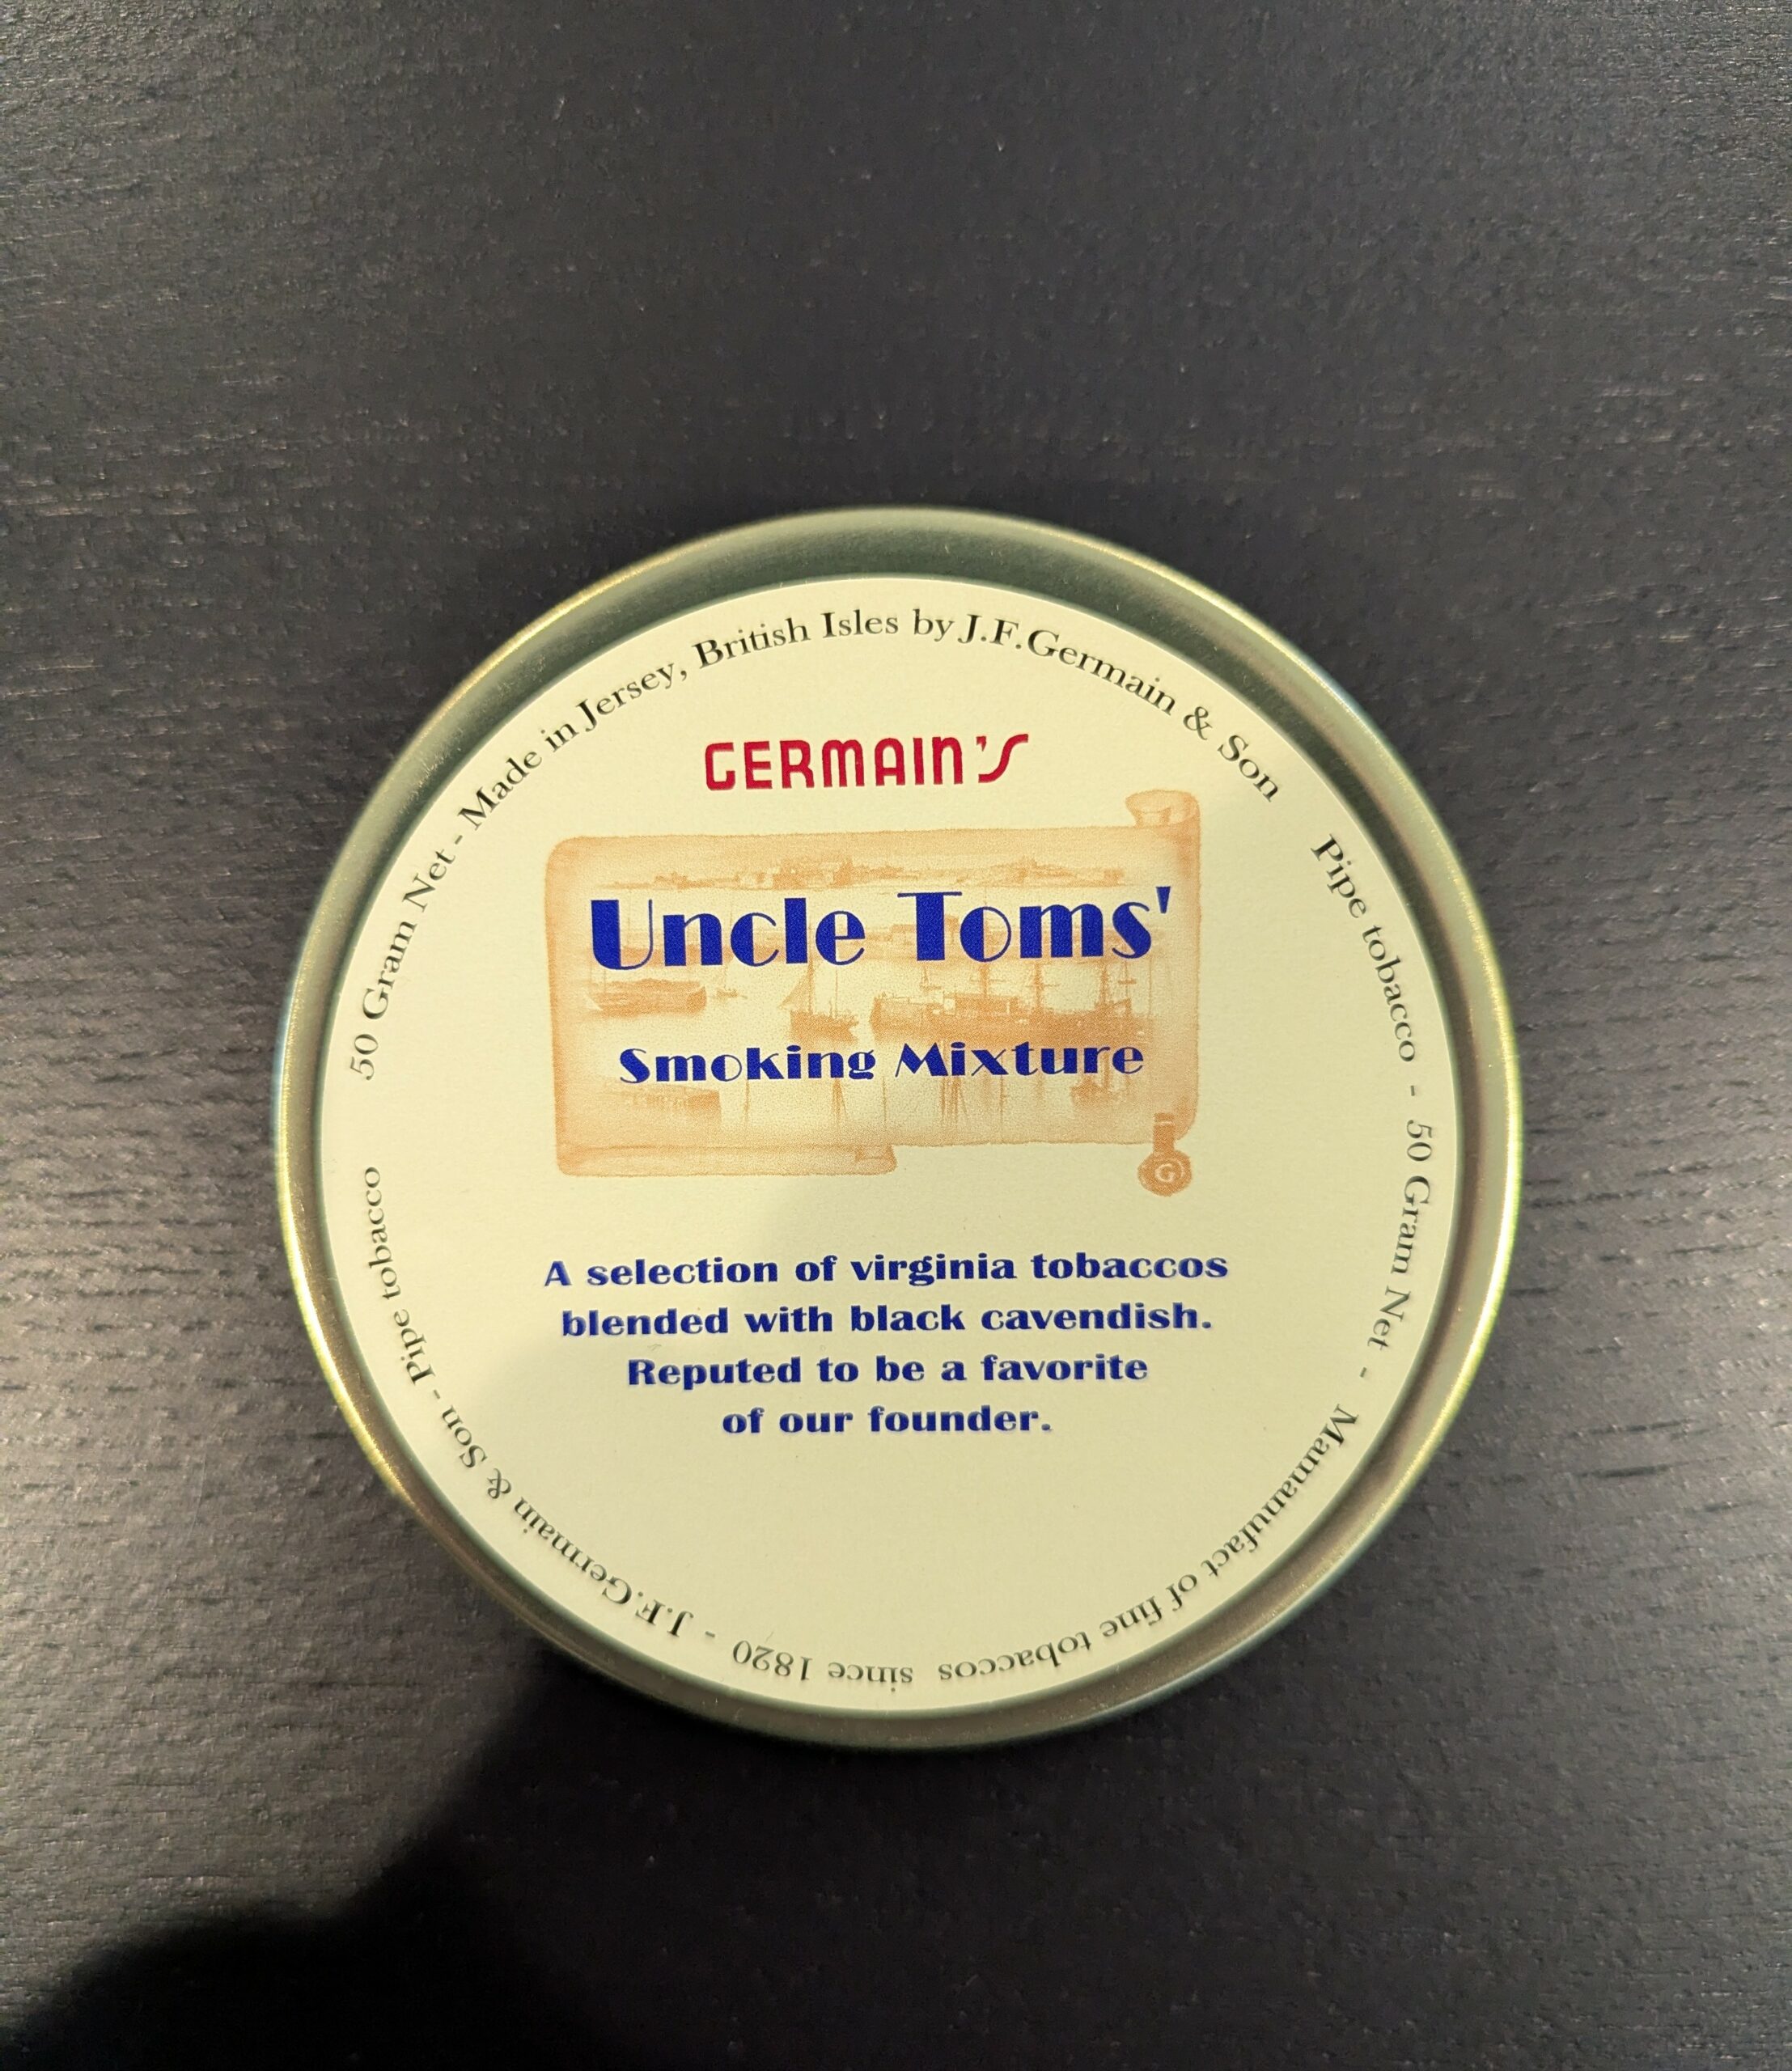 50 Gram Net - Made in Jersey, British Isles by J.F.Germain & Son
Pipe tobacco - 50 Gram Net - Mamanufact of fine tobaccos since 1820 - J.F.Germain & Son - Pipe tobacco
GERMAIN'S
Uncle Toms'
Smoking Mixture
G
A selection of virginia tobaccos
blended with black cavendish.
Reputed to be a favorite
of our founder.